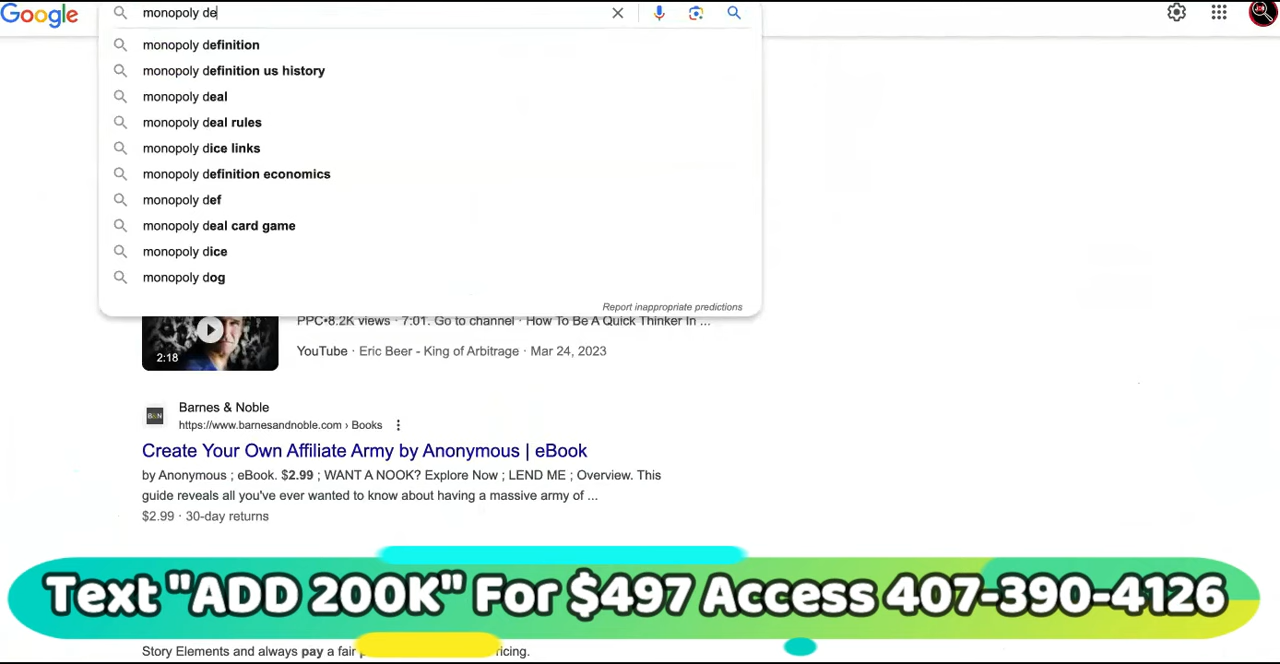 Google
monopoly de
monopoly definition
monopoly definition us history
monopoly deal
monopoly deal rules
monopoly dice links
monopoly definition economics
monopoly def
monopoly deal card game
monopoly dice
monopoly dog
Report inappropriate predictions
PPC•8.2K views · 7:01. Go to channel · How To Be A Quick Thinker In ...
2:18
YouTube · Eric Beer - King of Arbitrage · Mar 24, 2023
B&N
Barnes & Noble
https://www.barnesandnoble.com › Books
Create Your Own Affiliate Army by Anonymous | eBook
by Anonymous ; eBook. $2.99 ; WANT A NOOK? Explore Now ; LEND ME ; Overview. This
guide reveals all you've ever wanted to know about having a massive army of ...
$2.99 · 30-day returns
Text "ADD 200K" For $497 Access 407-390-4126
Story Elements and always pay a fair